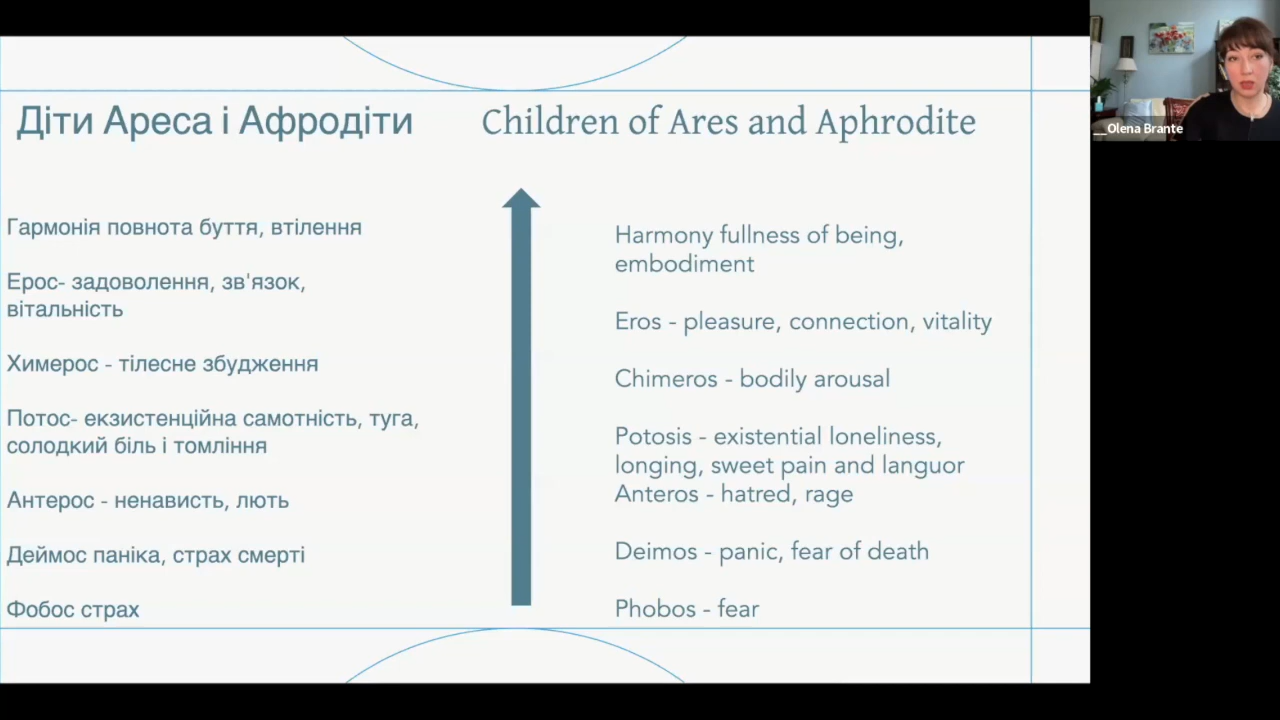 Діти Ареса і Афродіти
Гармонія повнота буття, втілення
Ерос- задоволення, зв'язок,
вітальність
Химерос - тілесне збудження
Потос- екзистенційна самотність, туга,
солодкий біль і томління
Антерос - ненависть, лють
Деймос паніка, страх смерті
Фобос страх
Children of Ares and Aphrodite
Harmony fullness of being,
embodiment
Eros - pleasure, connection, vitality
Chimeros - bodily arousal
Potosis - existential loneliness,
longing, sweet pain and languor
Anteros - hatred, rage
Deimos - panic, fear of death
Phobos - fear
__Olena Brante